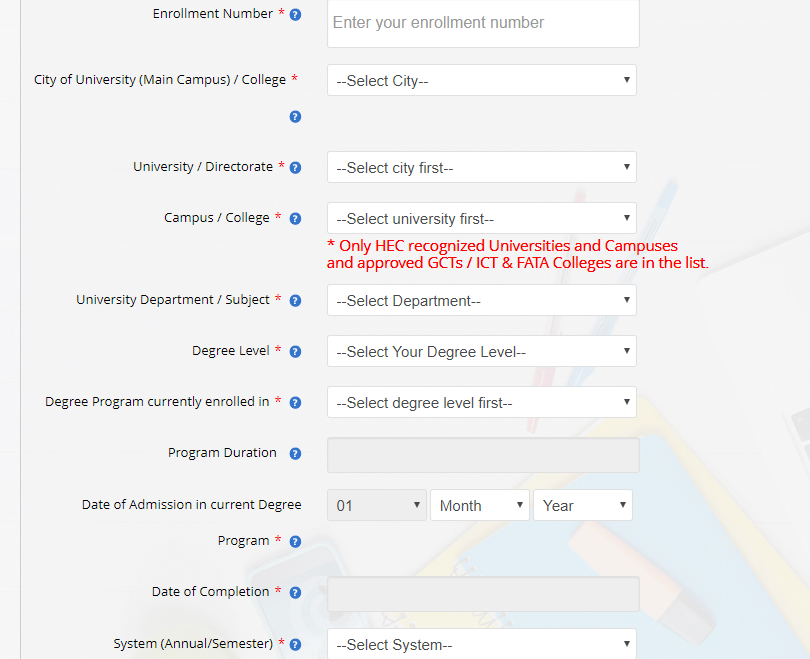 Enrollment Number * ?
Enter your enrollment number
City of University (Main Campus) / College *
?
--Select City--
University / Directorate * ?
--Select city first--
Campus / College * ?
--Select university first--
* Only HEC recognized Universities and Campuses
and approved GCTs / ICT & FATA Colleges are in the list.
University Department / Subject * ?
--Select Department--
Degree Level * ?
--Select Your Degree Level--
Degree Program currently enrolled in * ?
--Select degree level first--
Program Duration ?
Date of Admission in current Degree
Program * ?
01 Month Year
Date of Completion * ?
System (Annual/Semester) * ?
--Select System--